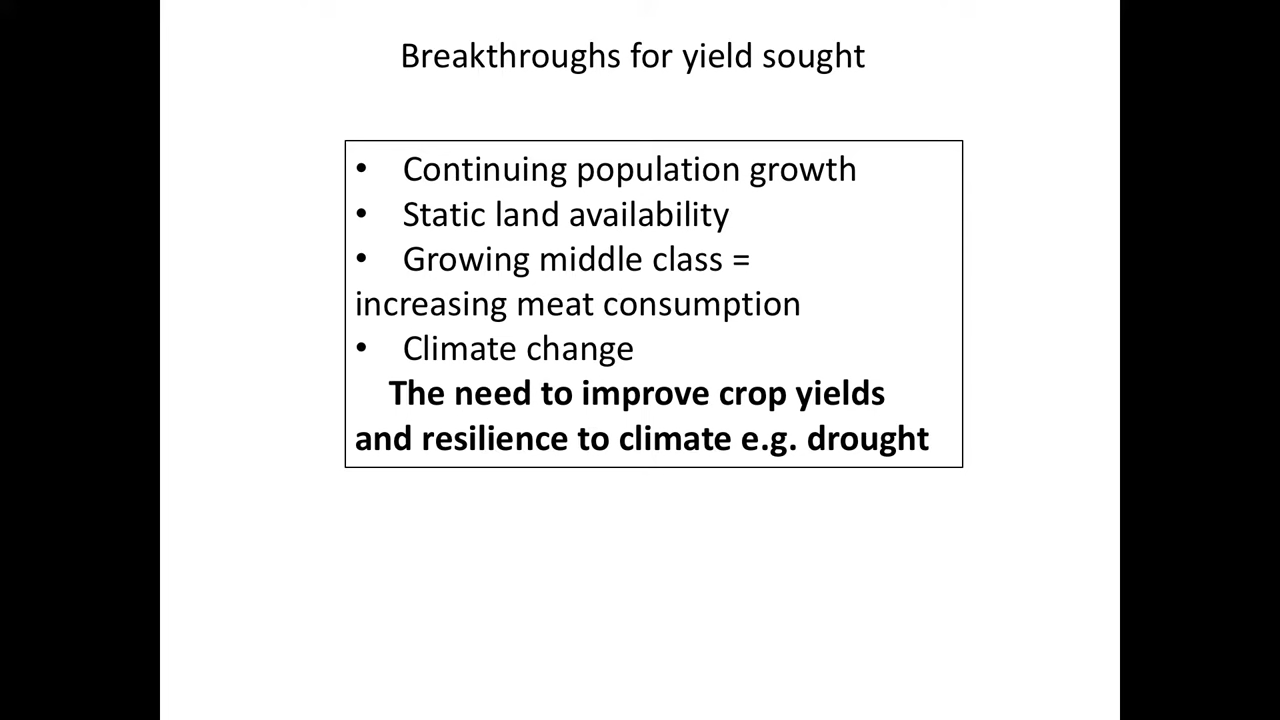 Breakthroughs for yield sought
• Continuing population growth
• Static land availability
• Growing middle class =
increasing meat consumption
• Climate change
The need to improve crop yields
and resilience to climate e.g. drought